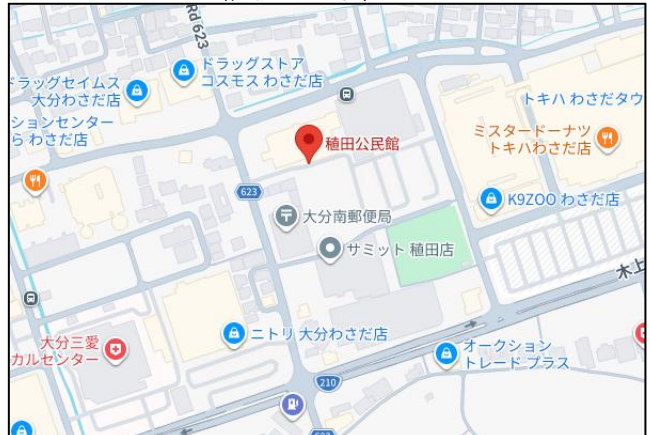 Rd 623
ドラッグストア
コスモス わさだ店
ドラッグセイムス
大分わさだ店
トキハ わさだタウ
ションセンター
ら わさだ店
ミスタードーナツ
トキハわさだ店
稙田公民館
623
K9ZOO わさだ店
大分南郵便局
サミット 稙田店
木上
大分三愛
カルセンター
ニトリ 大分わさだ店
オークション
トレード プラス
210